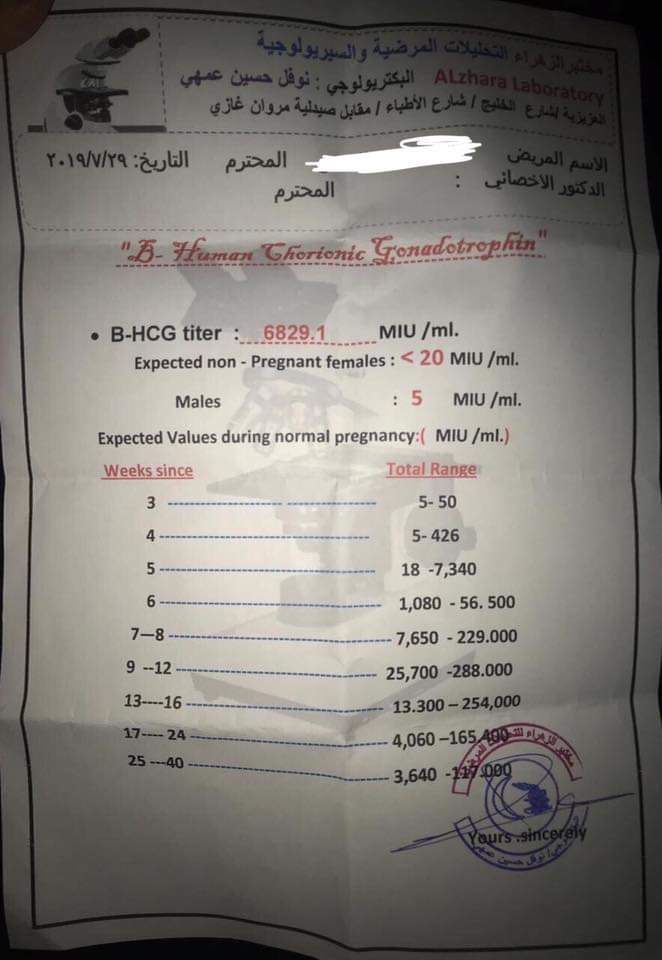 مختبر الزهراء التحليلات المرضية والسيريولوجية
ALzhara Laboratory البكتريولوجي : نوفل حسين عمهي
العزيزية /شارع الخليج / شارع الأطباء / مقابل صيدلية مروان غازي
الاسم المريض المحترم التاريخ: ٢٠١٩/٧/٢٩
الدكتور الاخصائي : المحترم
"B- Human Chorionic Gonadotrophin"
• B-HCG titer : 6829.1 MIU /ml.
Expected non - Pregnant females : < 20 MIU /ml.
Males : 5 MIU /ml.
Expected Values during normal pregnancy:( MIU /ml.)
Weeks since Total Range
3 ---------------------- ----------------- 5- 50
4 ---------------------------------------- 5- 426
5 ---------------------------------------- 18 -7,340
6 ---------------------------------------- 1,080 - 56. 500
7—8 ---------------------------------------- 7,650 - 229.000
9 --12 ---------------------------------------- 25,700 -288.000
13----16 ---------------------------------------- 13.300 – 254,000
17---- 24 ---------------------------------------- 4,060 –165.400
25 ---40 ---------------------------------------- 3,640 -117.000
Yours .sincerely